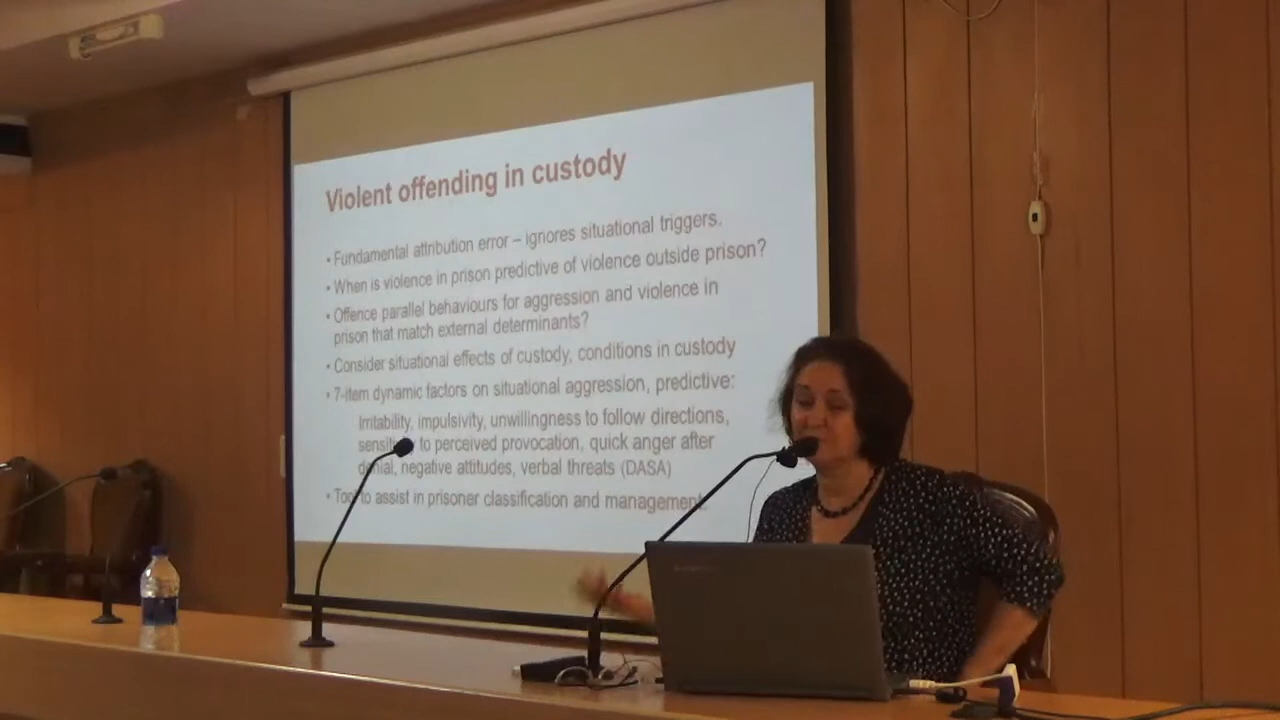 Violent offending in custody
• Fundamental attribution error – ignores situational triggers.
• When is violence in prison predictive of violence outside prison?
• Offence parallel behaviours for aggression and violence in
prison that match external determinants?
• Consider situational effects of custody, conditions in custody
• 7-item dynamic factors on situational aggression, predictive:
Irritability, impulsivity, unwillingness to follow directions,
to perceived provocation, quick anger after
denial, negative attitudes, verbal threats (DASA)
• Tool to assist in prisoner classification and management.